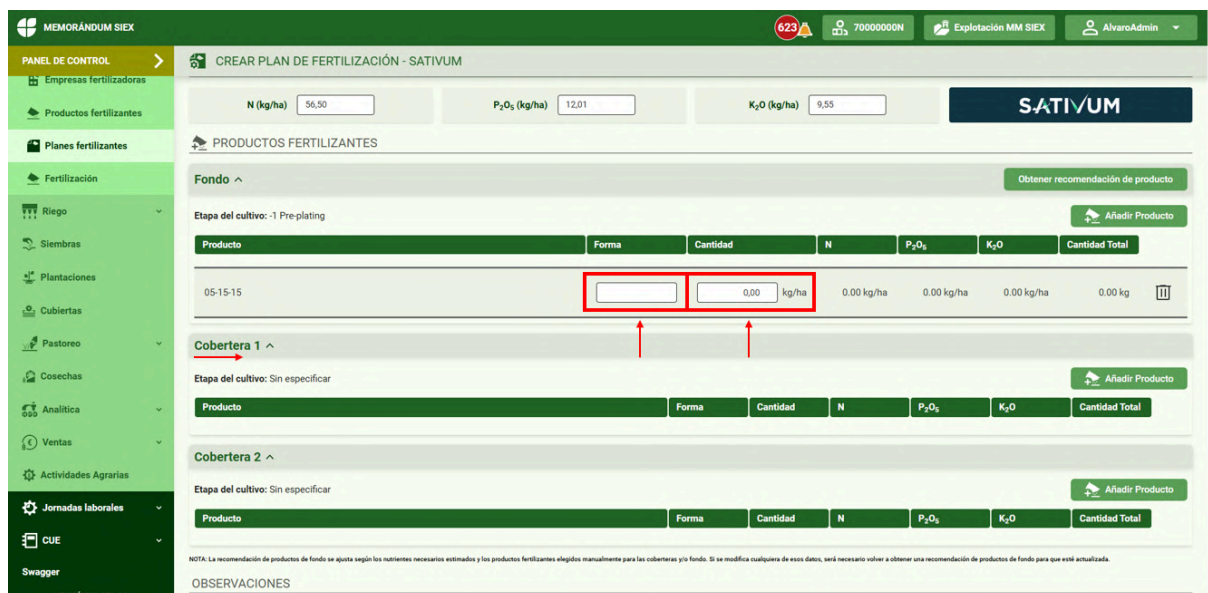 MEMORÁNDUM SIEX
623
70000000N
Explotación MM SIEX
AlvaroAdmin
PANEL DE CONTROL
CREAR PLAN DE FERTILIZACIÓN - SATIVUM
Empresas fertilizadoras
Productos fertilizantes
Planes fertilizantes
Fertilización
Riego
Siembras
Plantaciones
Cubiertas
Pastoreo
Cosechas
Analítica
Ventas
Actividades Agrarias
Jornadas laborales
CUE
Swagger
N (kg/ha) 56,50
P₂O₅ (kg/ha) 12,01
K₂O (kg/ha) 9,55
SATIVUM
PRODUCTOS FERTILIZANTES
Fondo
Obtener recomendación de producto
Etapa del cultivo: -1 Pre-plating
Añadir Producto
Producto Forma Cantidad N P₂O₅ K₂O Cantidad Total
05-15-15 0,00 kg/ha 0.00 kg/ha 0.00 kg/ha 0.00 kg/ha 0.00 kg
Cobertera 1
Etapa del cultivo: Sin especificar
Añadir Producto
Producto Forma Cantidad N P₂O₅ K₂O Cantidad Total
Cobertera 2
Etapa del cultivo: Sin especificar
Añadir Producto
Producto Forma Cantidad N P₂O₅ K₂O Cantidad Total
NOTA: La recomendación de productos de fondo se ajusta según los nutrientes necesarios estimados y los productos fertilizantes elegidos manualmente para las coberteras y/o fondo. Si se modifica cualquiera de esos datos, será necesario volver a obtener una recomendación de productos de fondo para que esté actualizada.
OBSERVACIONES